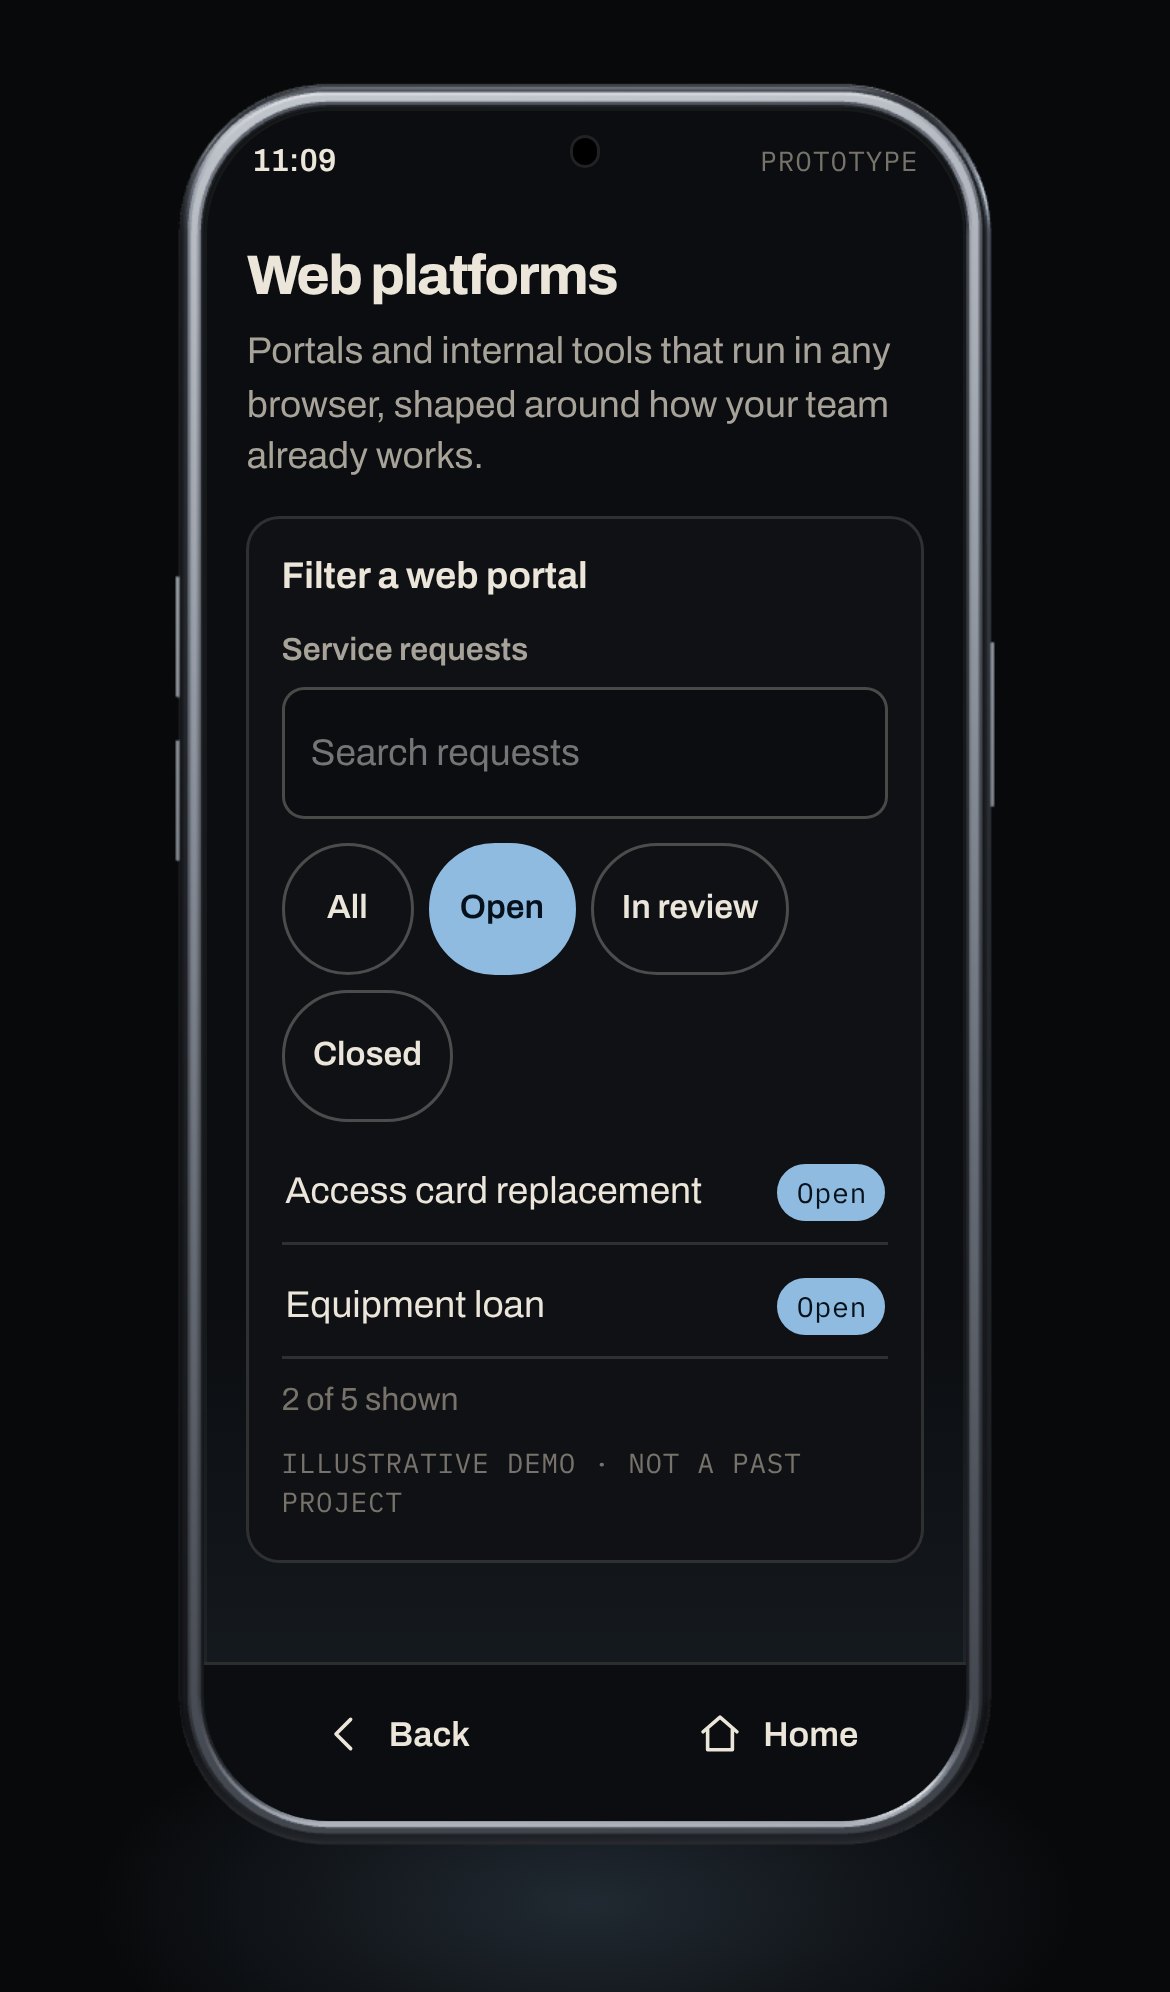 11:09
PROTOTYPE
Web platforms
Portals and internal tools that run in any
browser, shaped around how your team
already works.
Filter a web portal
Service requests
Search requests
All
Open
In review
Closed
Access card replacement
Open
Equipment loan
Open
2 of 5 shown
ILLUSTRATIVE DEMO · NOT A PAST
PROJECT
Back
Home